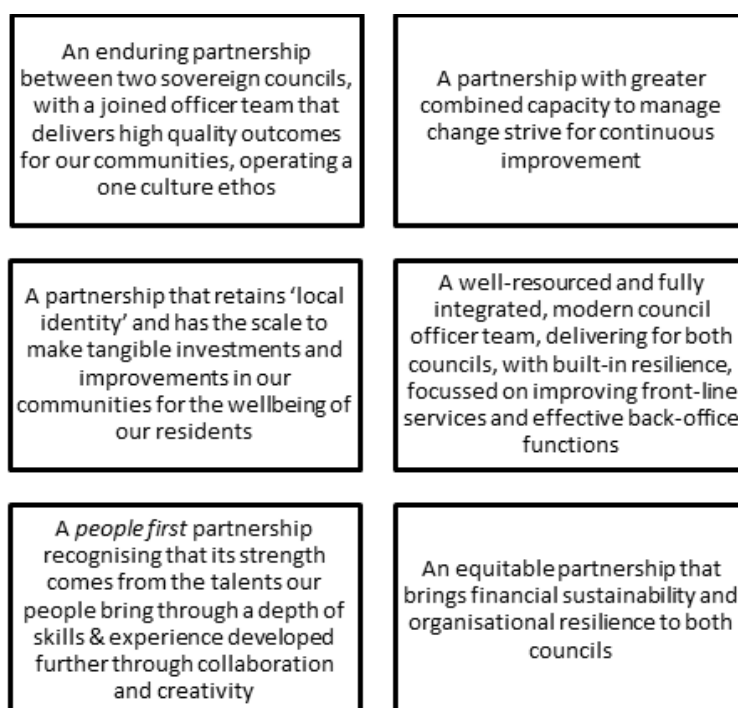 An enduring partnership
between two sovereign councils,
with a joined officer team that
delivers high quality outcomes
for our communities, operating a
one culture ethos
A partnership with greater
combined capacity to manage
change strive for continuous
improvement
A partnership that retains ‘local
identity’ and has the scale to
make tangible investments and
improvements in our
communities for the wellbeing of
our residents
A well-resourced and fully
integrated, modern council
officer team, delivering for both
councils, with built-in resilience,
focussed on improving front-line
services and effective back-office
functions
A people first partnership
recognising that its strength
comes from the talents our
people bring through a depth of
skills & experience developed
further through collaboration
and creativity
An equitable partnership that
brings financial sustainability and
organisational resilience to both
councils